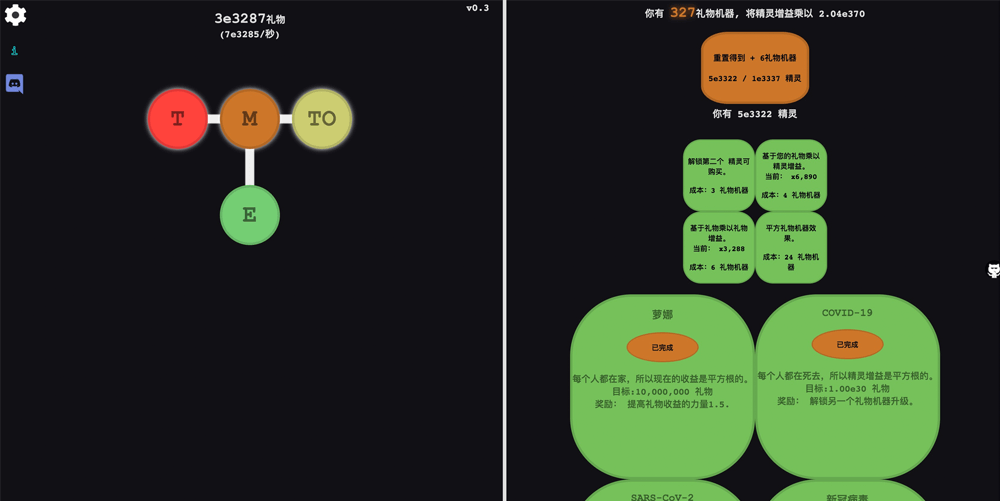 3e3287礼物
(7e3285/秒)
v0.3
i
T
M
TO
E
你有 327礼物机器, 将精灵增益乘以 2.04e370
重置得到 + 6礼物机器
5e3322 / 1e3337 精灵
你有 5e3322 精灵
解锁第二个 精灵可
购买。
成本: 3 礼物机器
基于您的礼物乘以
精灵增益。
当前: x6,890
成本: 4 礼物机器
基于礼物乘以礼物
增益。
当前: x3,288
成本: 6 礼物机器
平方礼物机器效
果。
成本: 24 礼物机
器
萝娜
已完成
每个人都在家, 所以现在的收益是平方根的。
目标:10,000,000 礼物
奖励: 提高礼物收益的力量1.5.
COVID-19
已完成
每个人都在死去, 所以精灵增益是平方根的。
目标:1.00e30 礼物
奖励: 解锁另一个礼物机器升级。
SARS-CoV-2
新冠病毒